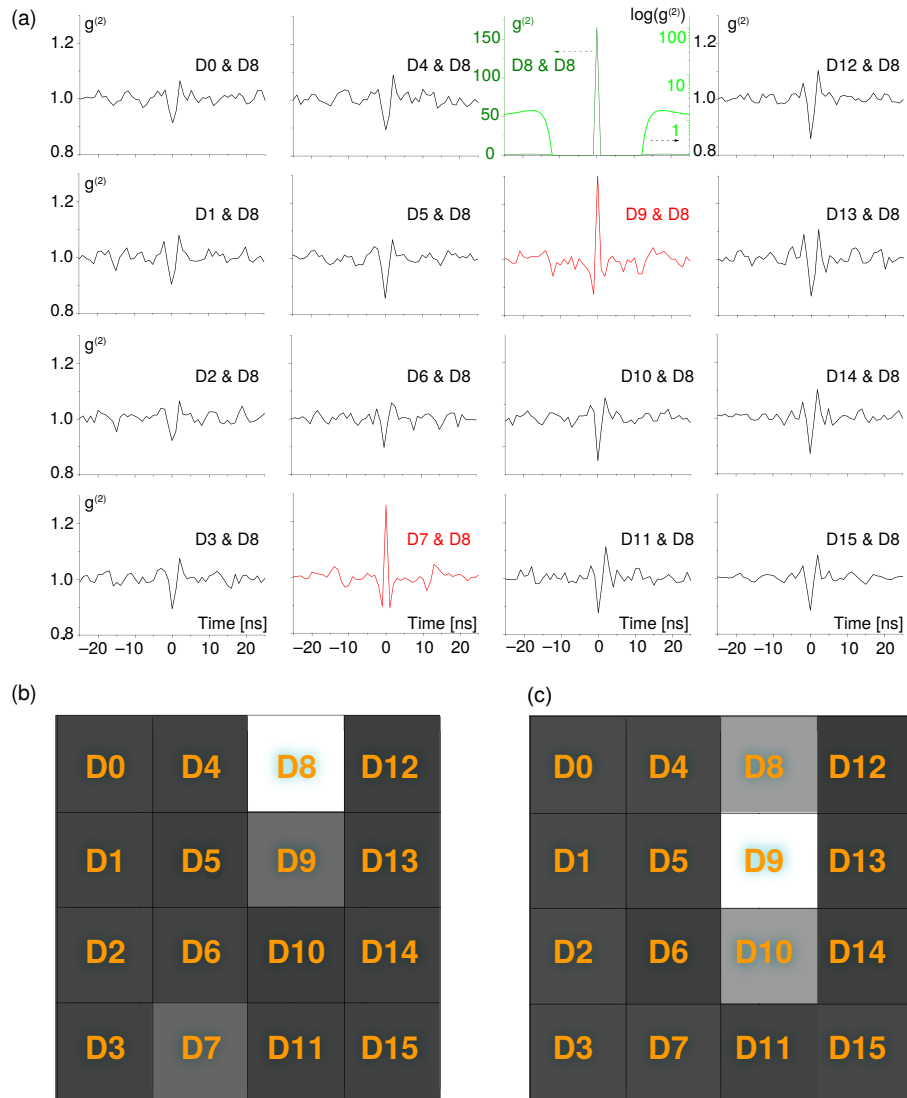 (a)
g(2)
1.2
1.0
0.8
D0 & D8
D4 & D8
g(2)
log(g(2))
150
100
50
0
D8 & D8
100
10
1
g(2)
1.2
1.0
0.8
D12 & D8
g(2)
1.2
1.0
0.8
D1 & D8
D5 & D8
D9 & D8
D13 & D8
g(2)
1.2
1.0
0.8
D2 & D8
D6 & D8
D10 & D8
D14 & D8
g(2)
1.2
1.0
0.8
D3 & D8
D7 & D8
D11 & D8
D15 & D8
Time [ns]
Time [ns]
Time [ns]
Time [ns]
−20 −10 0 10 20
−20 −10 0 10 20
−20 −10 0 10 20
−20 −10 0 10 20
(b)
D0 D4 D8 D12
D1 D5 D9 D13
D2 D6 D10 D14
D3 D7 D11 D15
(c)
D0 D4 D8 D12
D1 D5 D9 D13
D2 D6 D10 D14
D3 D7 D11 D15